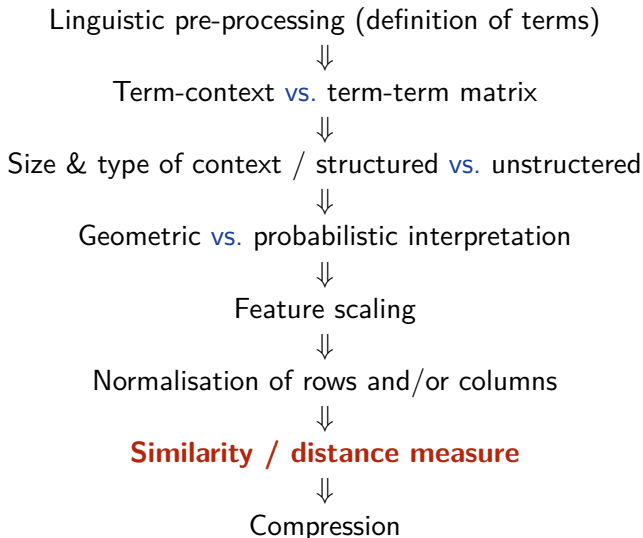 Linguistic pre-processing (definition of terms)
⇓
Term-context vs. term-term matrix
⇓
Size & type of context / structured vs. unstructered
⇓
Geometric vs. probabilistic interpretation
⇓
Feature scaling
⇓
Normalisation of rows and/or columns
⇓
Similarity / distance measure
⇓
Compression